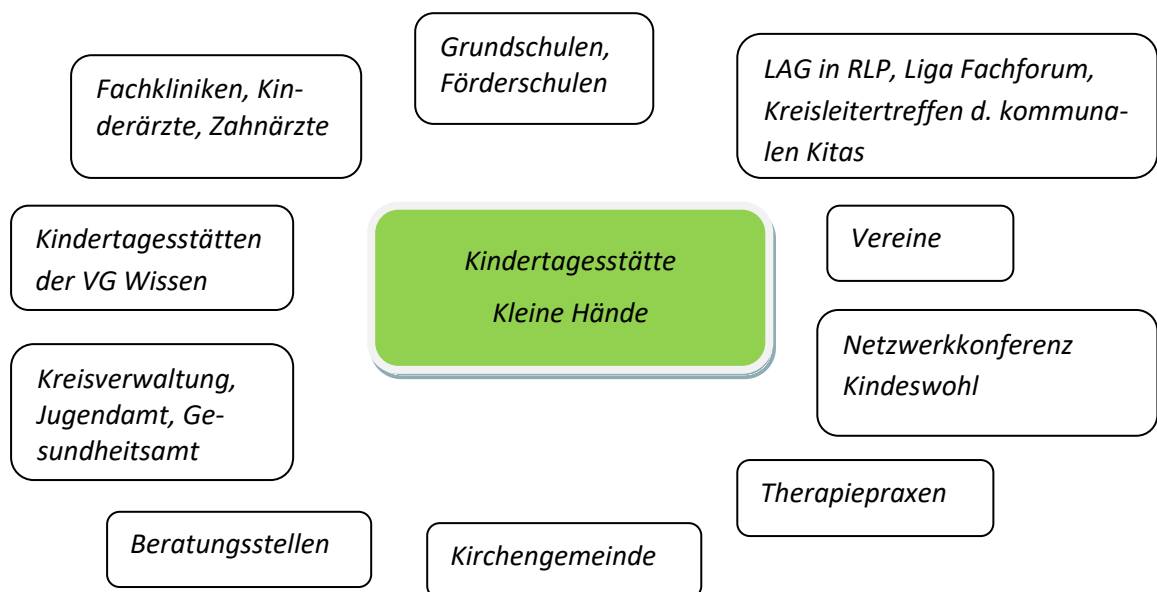 Grundschulen,
Förderschulen
LAG in RLP, Liga Fachforum,
Kreisleitertreffen d. kommuna-
len Kitas
Fachkliniken, Kin-
derärzte, Zahnärzte
Kindertagesstätten
der VG Wissen
Kindertagesstätte
Kleine Hände
Vereine
Netzwerkkonferenz
Kindeswohl
Kreisverwaltung,
Jugendamt, Ge-
sundheitsamt
Therapiepraxen
Beratungsstellen
Kirchengemeinde